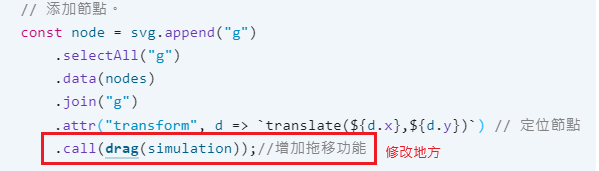 // 添加節點。
const node = svg.append("g")
.selectAll("g")
.data(nodes)
.join("g")
.attr("transform", d => `translate(${d.x},${d.y})`) // 定位節點
.call(drag(simulation));//增加拖移功能 修改地方